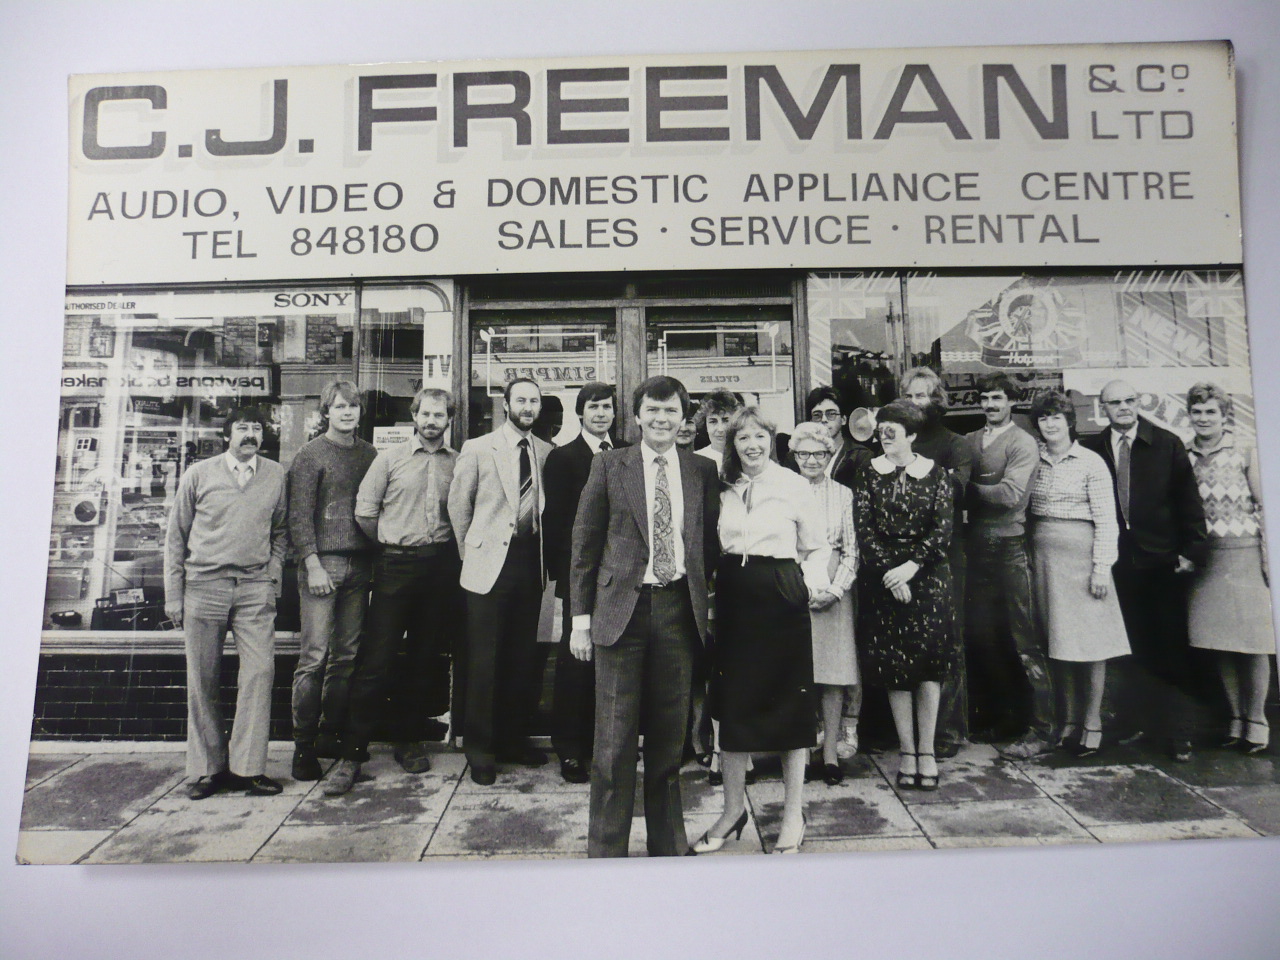 C.J. FREEMAN & Co. LTD
AUDIO, VIDEO & DOMESTIC APPLIANCE CENTRE
TEL 848180 SALES · SERVICE · RENTAL
AUTHORISED DEALER
SONY
TV
SIMPER
CYCLES
Hotpoint
NEW